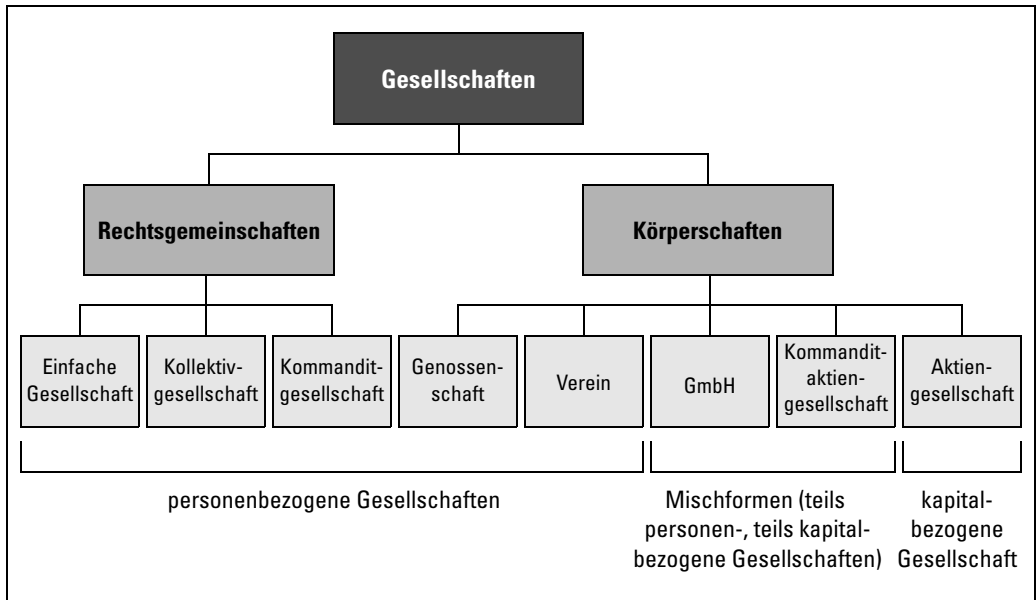 Gesellschaften
Rechtsgemeinschaften
Körperschaften
Einfache
Gesellschaft
Kollektiv-
gesellschaft
Kommandit-
gesellschaft
Genossen-
schaft
Verein
GmbH
Kommandit-
aktien-
gesellschaft
Aktien-
gesellschaft
personenbezogene Gesellschaften
Mischformen (teils
personen-, teils kapital-
bezogene Gesellschaften)
kapital-
bezogene
Gesellschaft